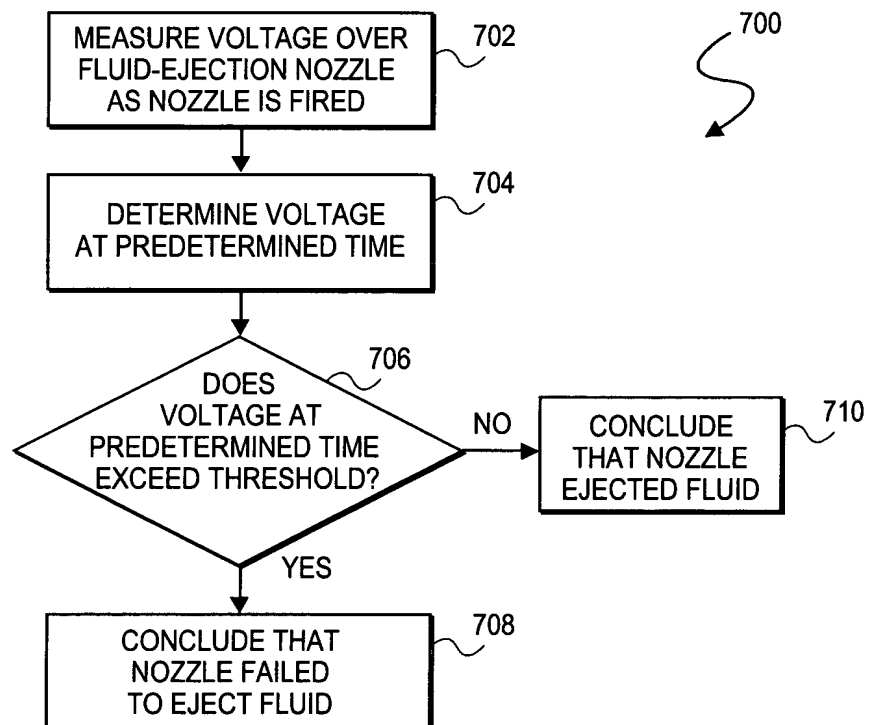 MEASURE VOLTAGE OVER
FLUID-EJECTION NOZZLE
AS NOZZLE IS FIRED
702
700
DETERMINE VOLTAGE
AT PREDETERMINED TIME
704
706
DOES
VOLTAGE AT
PREDETERMINED TIME
EXCEED THRESHOLD?
NO
CONCLUDE
THAT NOZZLE
EJECTED FLUID
710
YES
CONCLUDE THAT
NOZZLE FAILED
TO EJECT FLUID
708